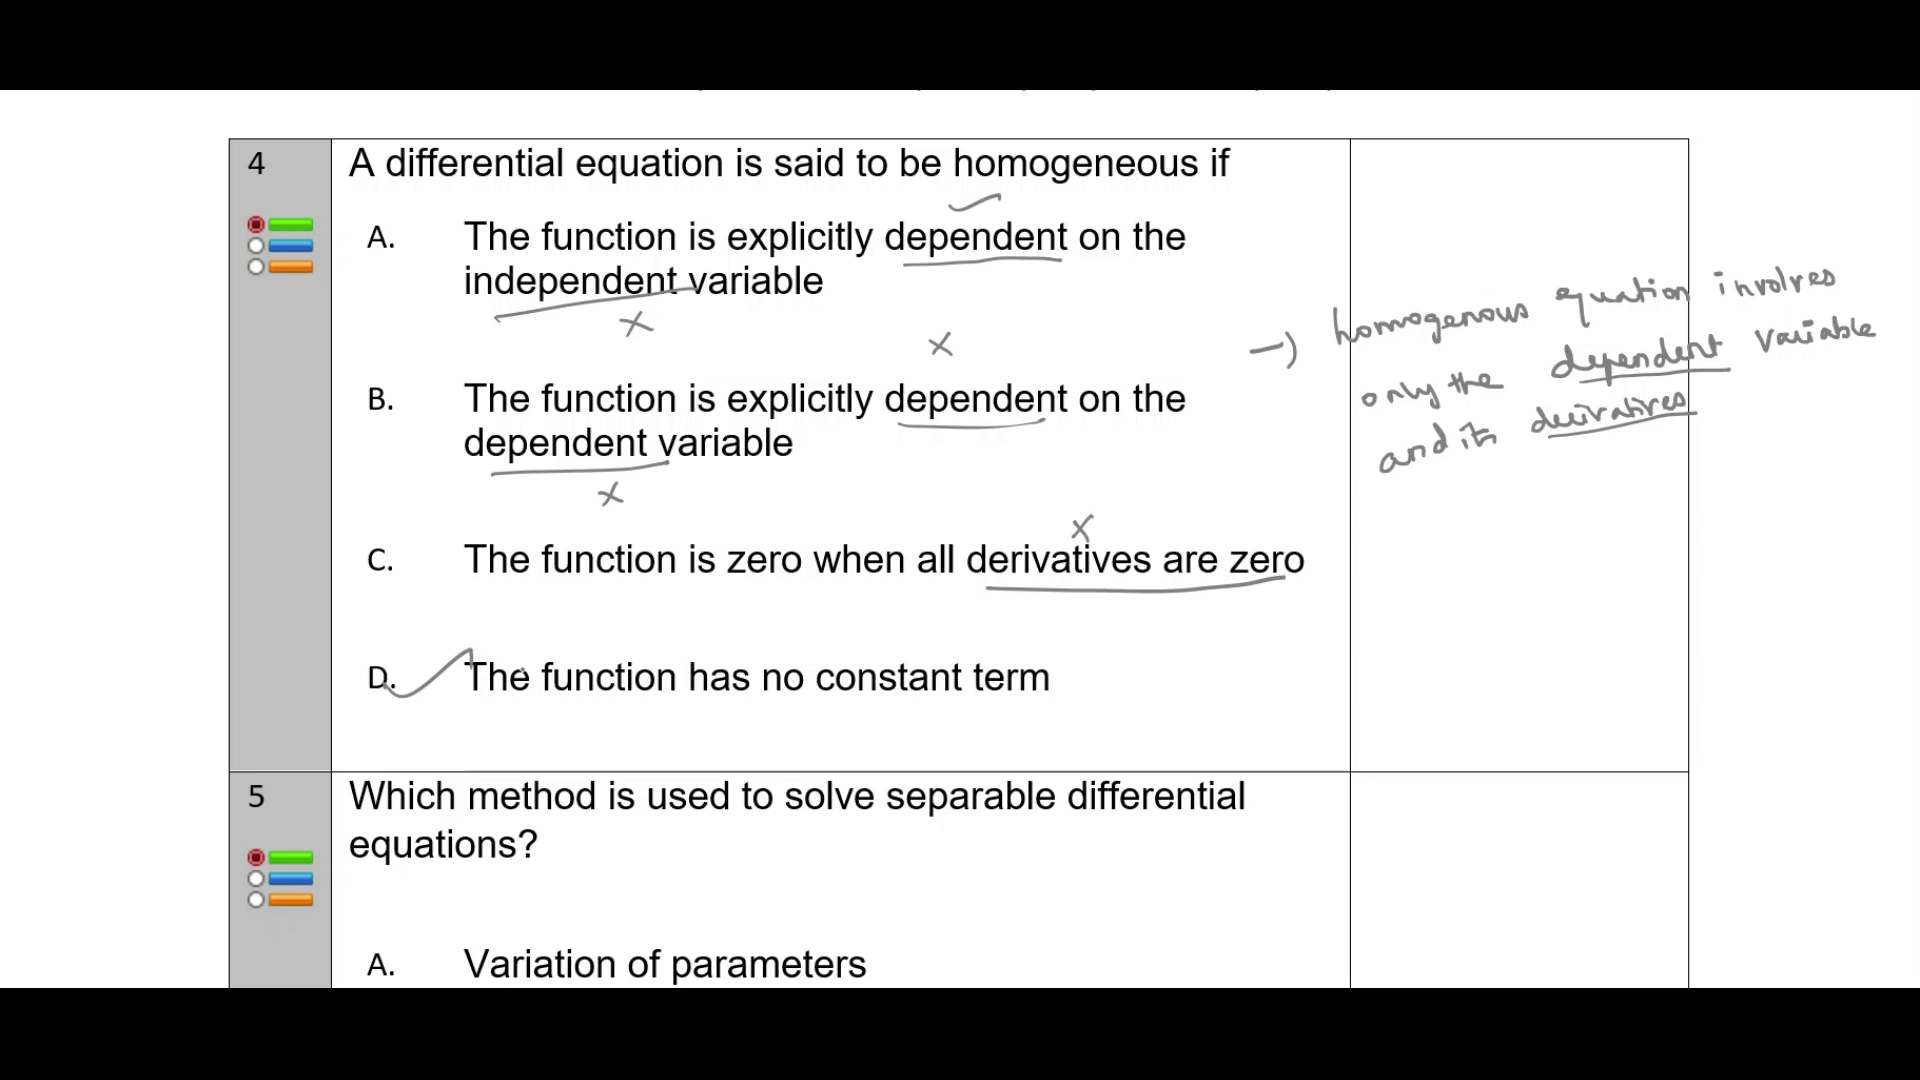 4
A differential equation is said to be homogeneous if
A. The function is explicitly dependent on the
independent variable
homogenous equation involves
only the dependent variable
and its derivatives
B. The function is explicitly dependent on the
dependent variable
C. The function is zero when all derivatives are zero
D. The function has no constant term
5
Which method is used to solve separable differential
equations?
A. Variation of parameters